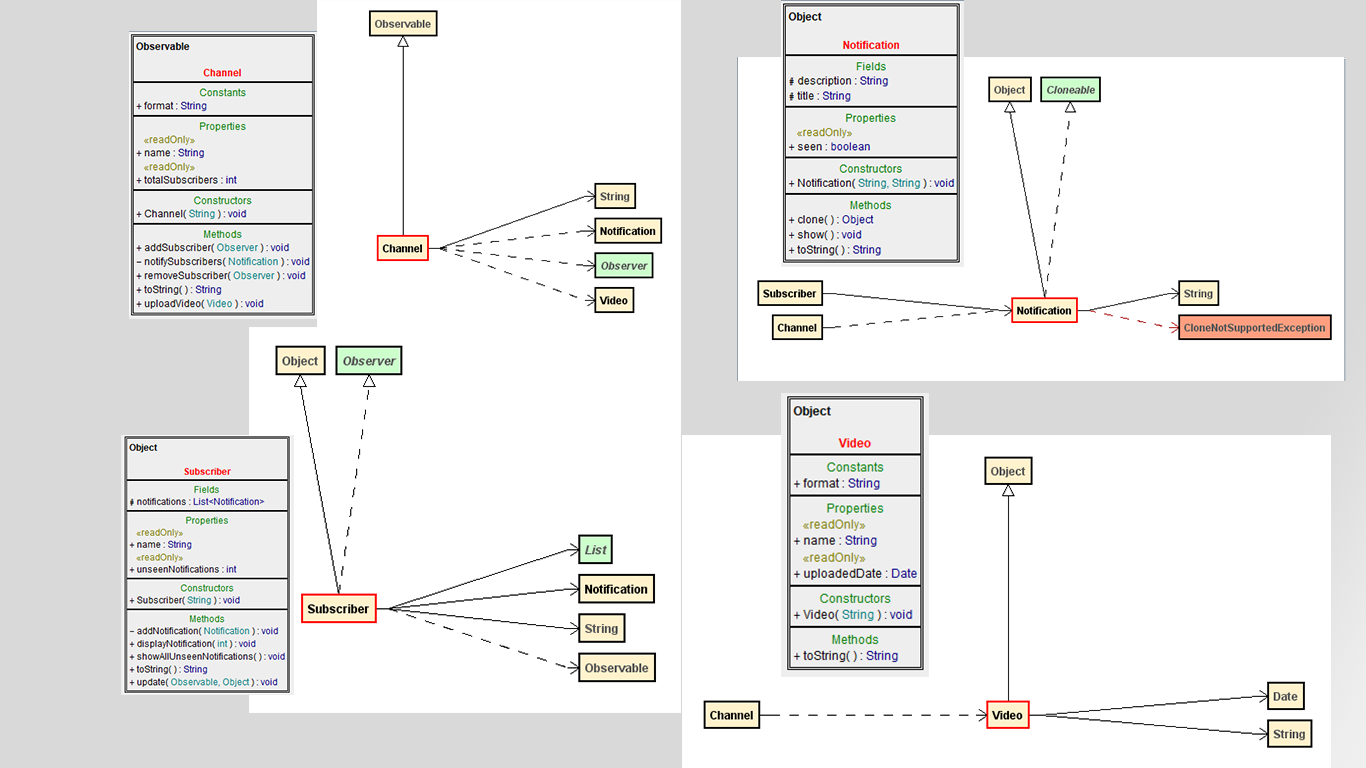 Observable
Channel
Constants
+ format : String
Properties
«readOnly»
+ name : String
«readOnly»
+ totalSubscribers : int
Constructors
+ Channel( String ) : void
Methods
+ addSubscriber( Observer ) : void
− notifySubscribers( Notification ) : void
+ removeSubscriber( Observer ) : void
+ toString( ) : String
+ uploadVideo( Video ) : void
Observable
Channel
String
Notification
Observer
Video
Object
Notification
Fields
# description : String
# title : String
Properties
«readOnly»
+ seen : boolean
Constructors
+ Notification( String, String ) : void
Methods
+ clone( ) : Object
+ show( ) : void
+ toString( ) : String
Object
Cloneable
Subscriber
Channel
Notification
String
CloneNotSupportedException
Object
Observer
Object
Subscriber
Fields
# notifications : List<Notification>
Properties
«readOnly»
+ name : String
«readOnly»
+ unseenNotifications : int
Constructors
+ Subscriber( String ) : void
Methods
− addNotification( Notification ) : void
+ displayNotification( int ) : void
+ showAllUnseenNotifications( ) : void
+ toString( ) : String
+ update( Observable, Object ) : void
Subscriber
List
Notification
String
Observable
Object
Video
Constants
+ format : String
Properties
«readOnly»
+ name : String
«readOnly»
+ uploadedDate : Date
Constructors
+ Video( String ) : void
Methods
+ toString( ) : String
Object
Channel
Video
Date
String